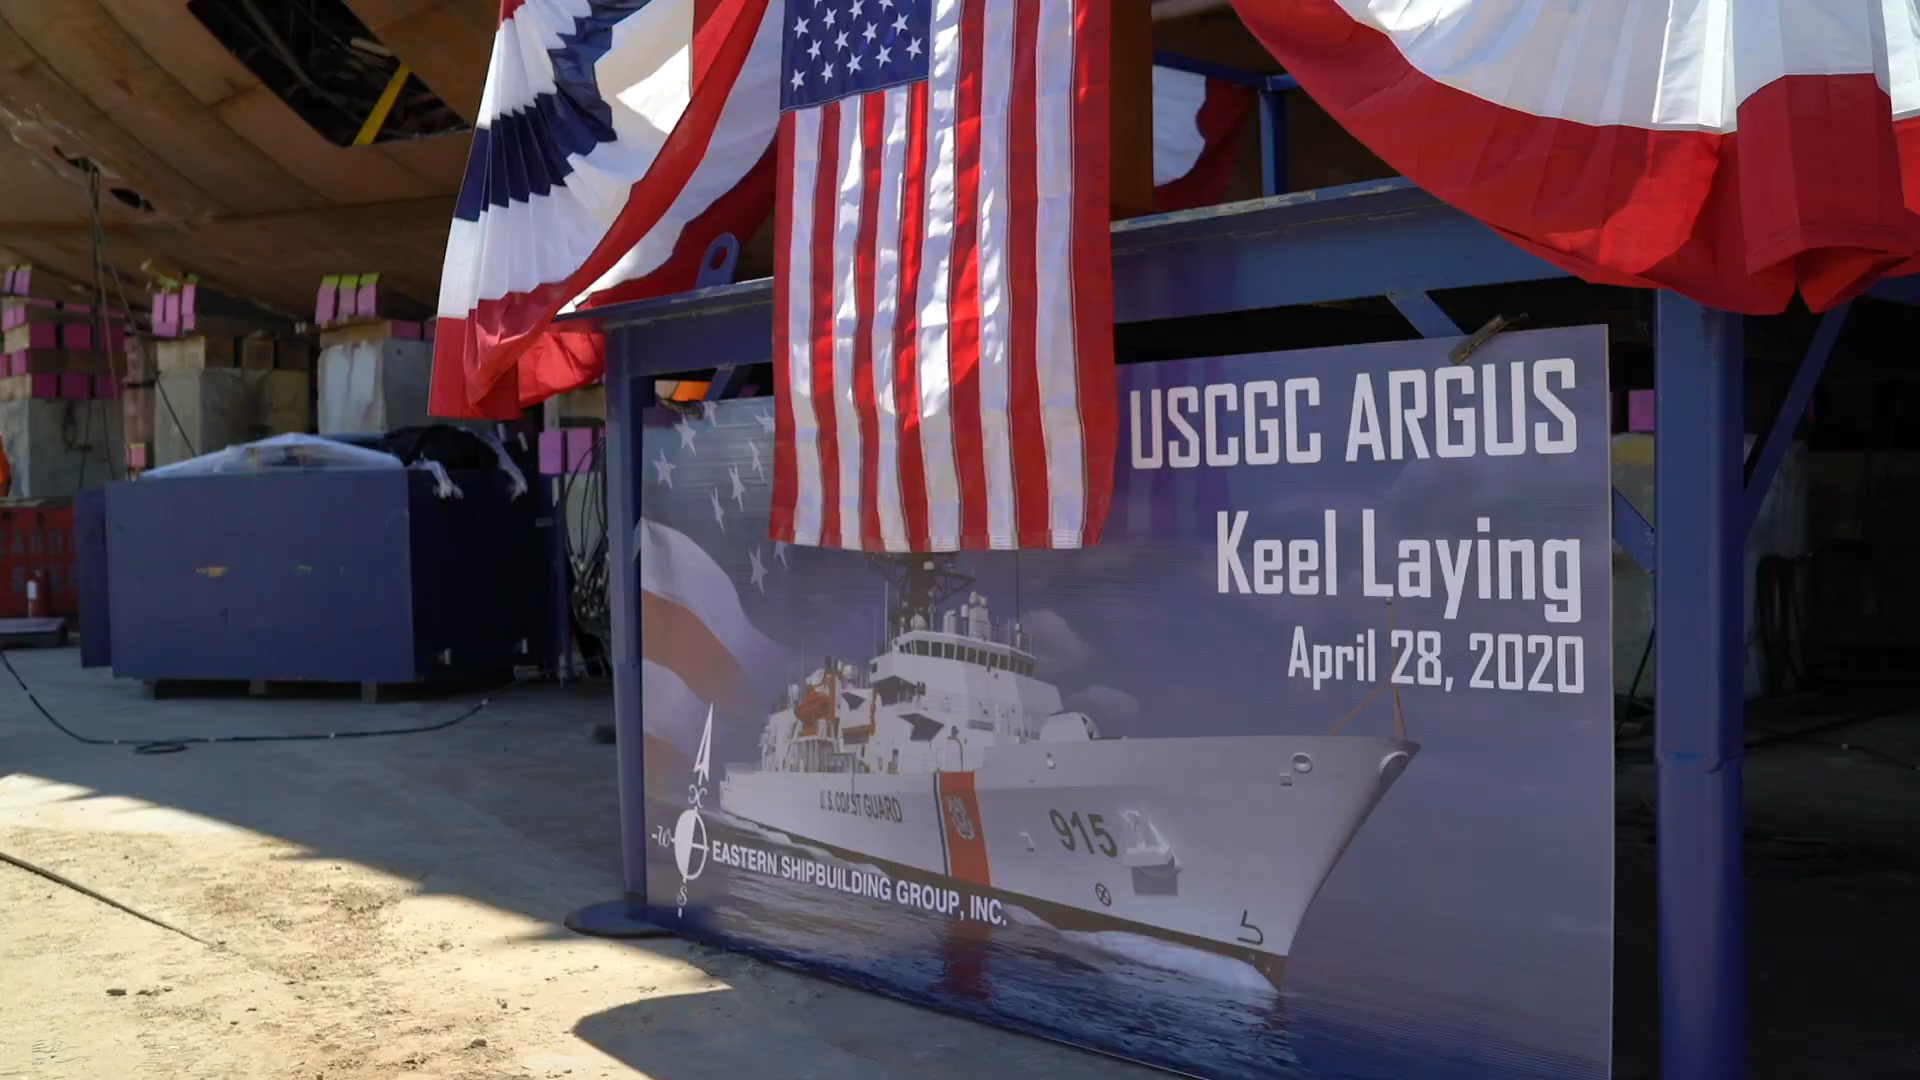 USCGC ARGUS
Keel Laying
April 28, 2020
U.S. COAST GUARD
915
N
W
EASTERN SHIPBUILDING GROUP, INC.
S